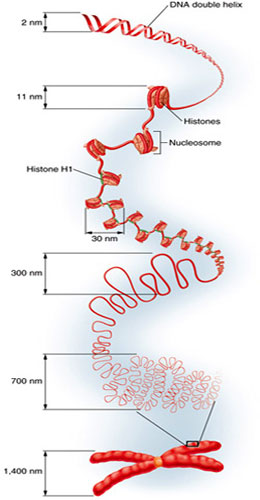 DNA double helix
2 nm
11 nm
Histones
Nucleosome
Histone H1
30 nm
300 nm
700 nm
1,400 nm